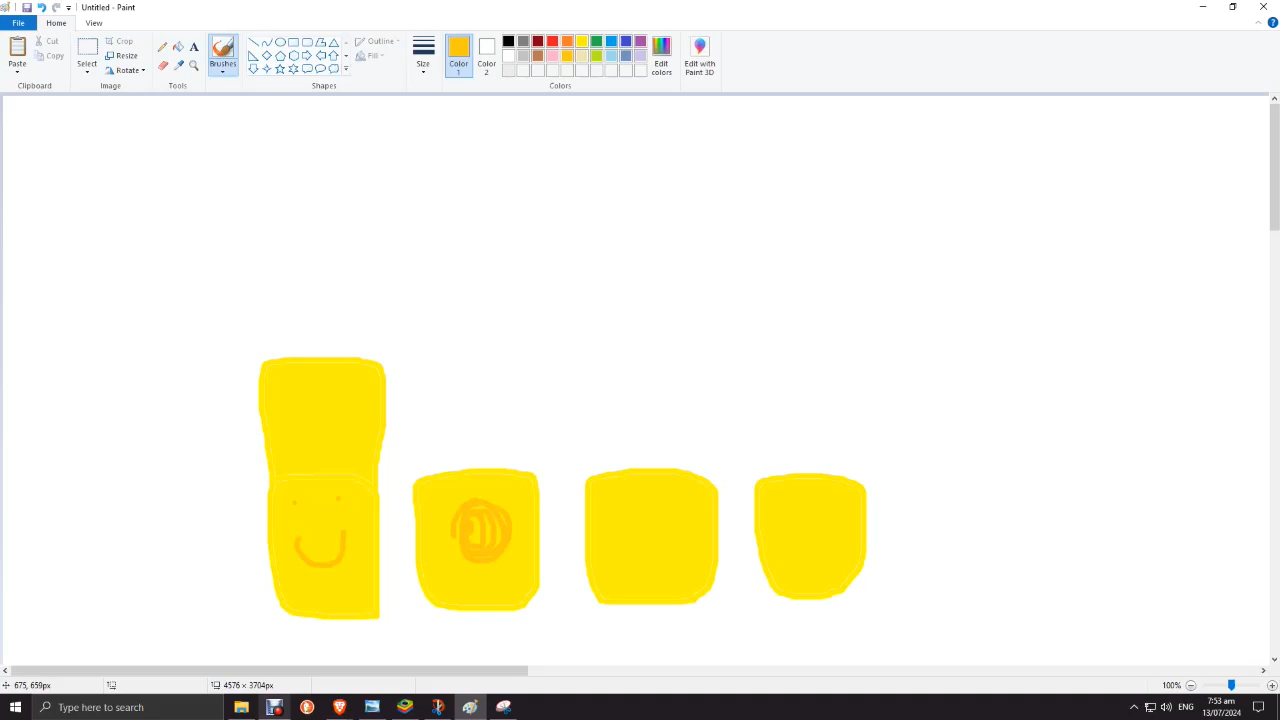 Untitled - Paint
File Home View
Paste
Cut
Copy
Clipboard
Select
Crop
Resize
Rotate
Image
A
Tools
Brushes
Outline
Fill
Shapes
Size
Color 1
Color 2
Edit colors
Colors
Edit with Paint 3D
675, 659px
4576 × 3704px
100%
Type here to search
ENG
7:53 am
13/07/2024